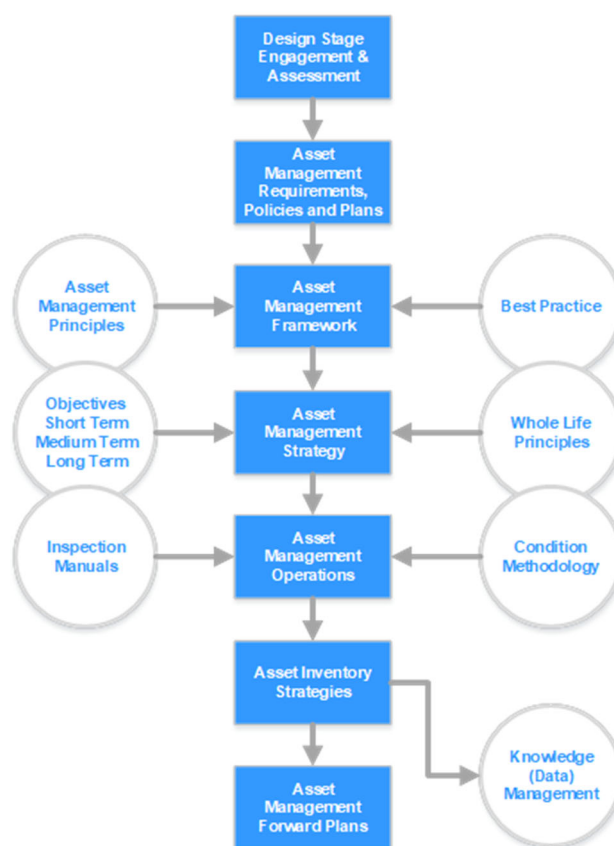 Design Stage
Engagement &
Assessment
Asset
Management
Requirements,
Policies and Plans
Asset
Management
Principles
Asset
Management
Framework
Best Practice
Objectives
Short Term
Medium Term
Long Term
Asset
Management
Strategy
Whole Life
Principles
Inspection
Manuals
Asset
Management
Operations
Condition
Methodology
Asset Inventory
Strategies
Knowledge
(Data)
Management
Asset
Management
Forward Plans